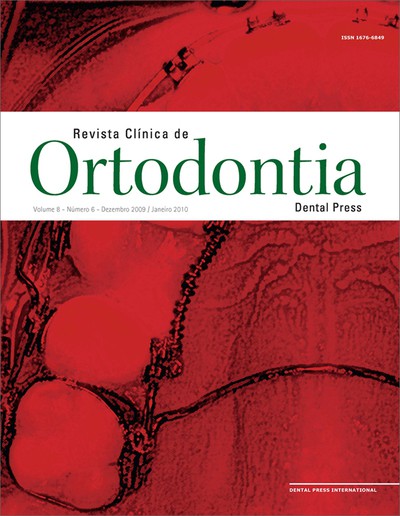 ISSN 1676-6849
Revista Clínica de
Ortodontia
Dental Press
Volume 8 – Número 6 – Dezembro 2009 / Janeiro 2010
DENTAL PRESS INTERNATIONAL